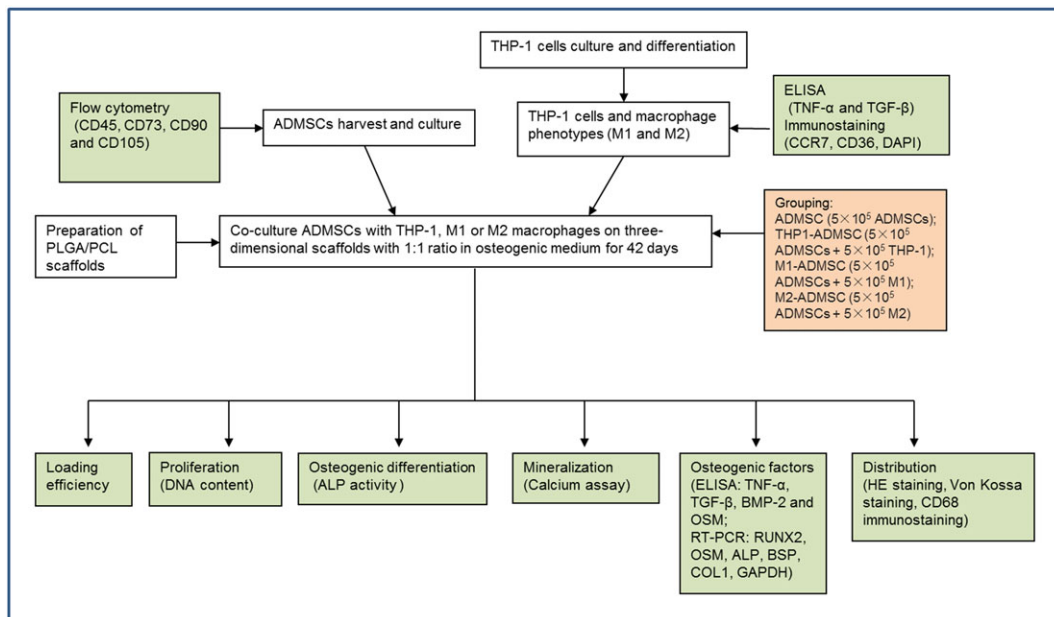 THP-1 cells culture and differentiation
Flow cytometry
(CD45, CD73, CD90
and CD105)
ADMSCs harvest and culture
THP-1 cells and macrophage
phenotypes (M1 and M2)
ELISA
(TNF-α and TGF-β)
Immunostaining
(CCR7, CD36, DAPI)
Preparation of
PLGA/PCL
scaffolds
Co-culture ADMSCs with THP-1, M1 or M2 macrophages on three-
dimensional scaffolds with 1:1 ratio in osteogenic medium for 42 days
Grouping:
ADMSC (5×10⁵ ADMSCs);
THP1-ADMSC (5×10⁵
ADMSCs + 5×10⁵ THP-1);
M1-ADMSC (5×10⁵
ADMSCs + 5×10⁵ M1);
M2-ADMSC (5×10⁵
ADMSCs + 5×10⁵ M2)
Loading
efficiency
Proliferation
(DNA content)
Osteogenic differentiation
(ALP activity)
Mineralization
(Calcium assay)
Osteogenic factors
(ELISA: TNF-α,
TGF-β, BMP-2 and
OSM;
RT-PCR: RUNX2,
OSM, ALP, BSP,
COL1, GAPDH)
Distribution
(HE staining, Von Kossa
staining, CD68
immunostaining)